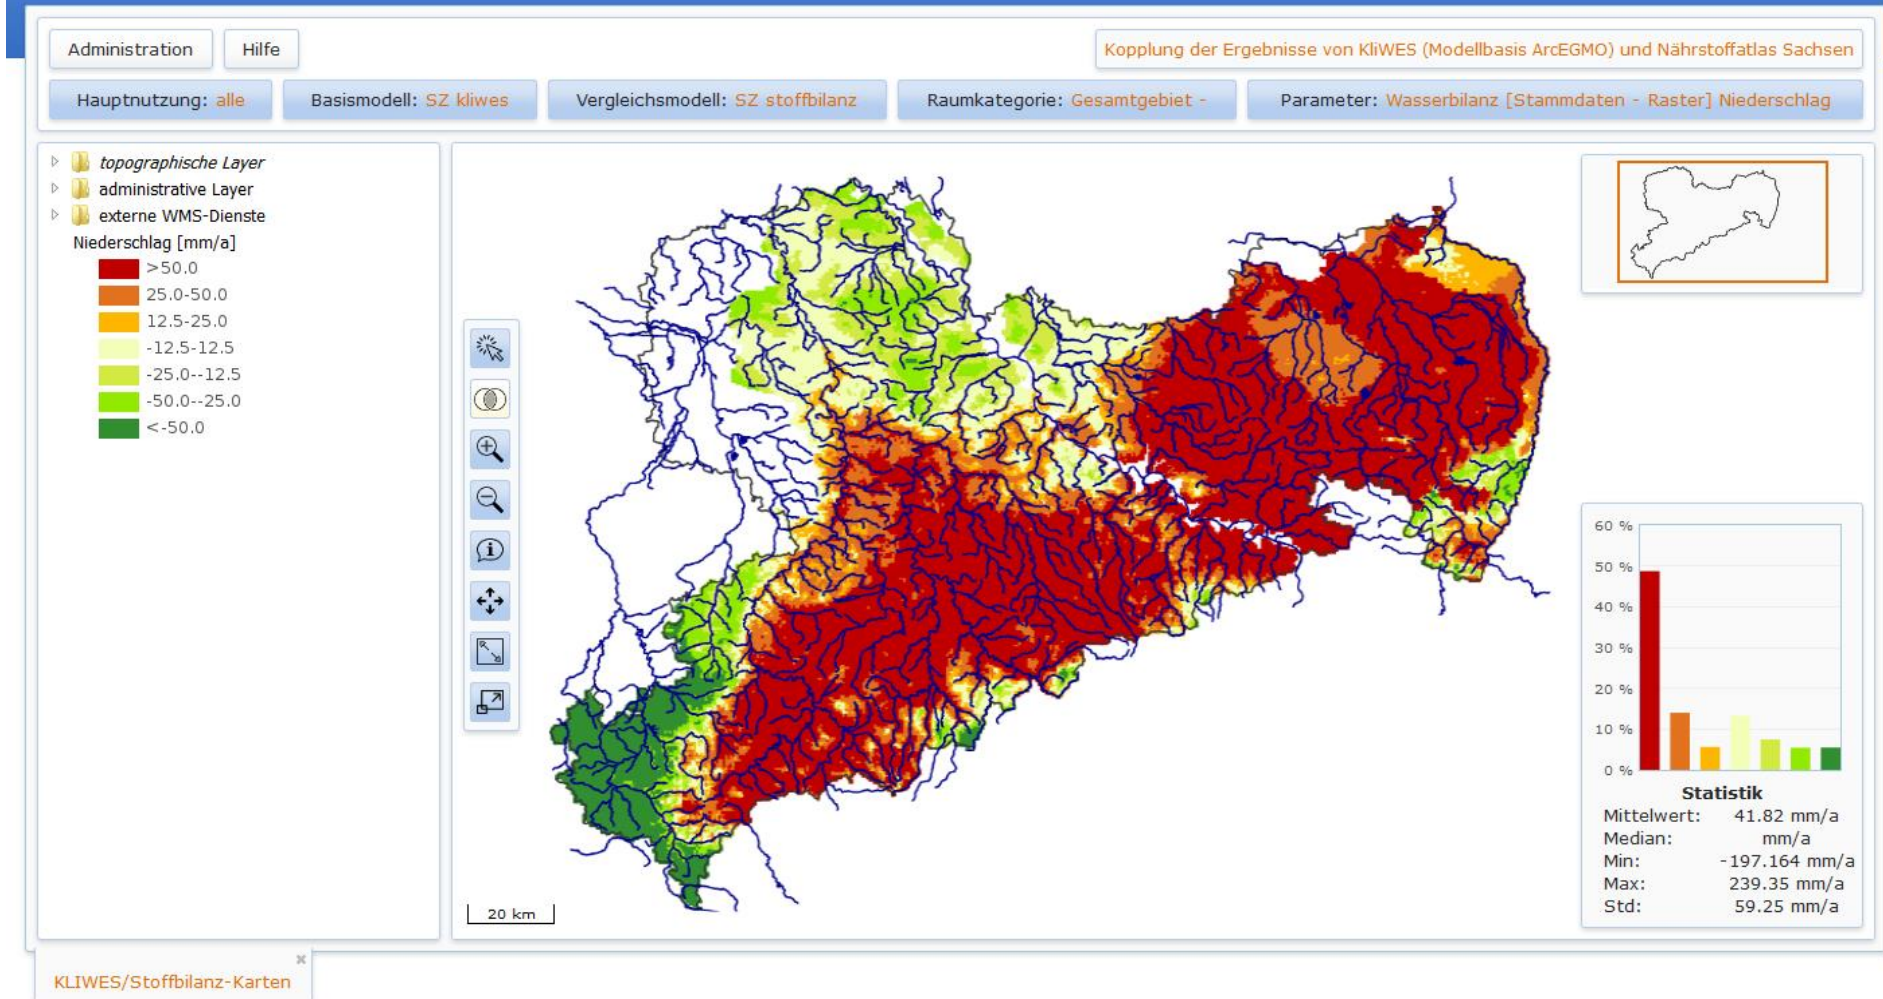 Administration
Hilfe
Kopplung der Ergebnisse von KliWES (Modellbasis ArcEGMO) und Nährstoffatlas Sachsen
Hauptnutzung: alle
Basismodell: SZ kliwes
Vergleichsmodell: SZ stoffbilanz
Raumkategorie: Gesamtgebiet -
Parameter: Wasserbilanz [Stammdaten - Raster] Niederschlag
topographische Layer
administrative Layer
externe WMS-Dienste
Niederschlag [mm/a]
>50.0
25.0-50.0
12.5-25.0
-12.5-12.5
-25.0--12.5
-50.0--25.0
<-50.0
20 km
60 %
50 %
40 %
30 %
20 %
10 %
0 %
Statistik
Mittelwert: 41.82 mm/a
Median: mm/a
Min: -197.164 mm/a
Max: 239.35 mm/a
Std: 59.25 mm/a
KLIWES/Stoffbilanz-Karten